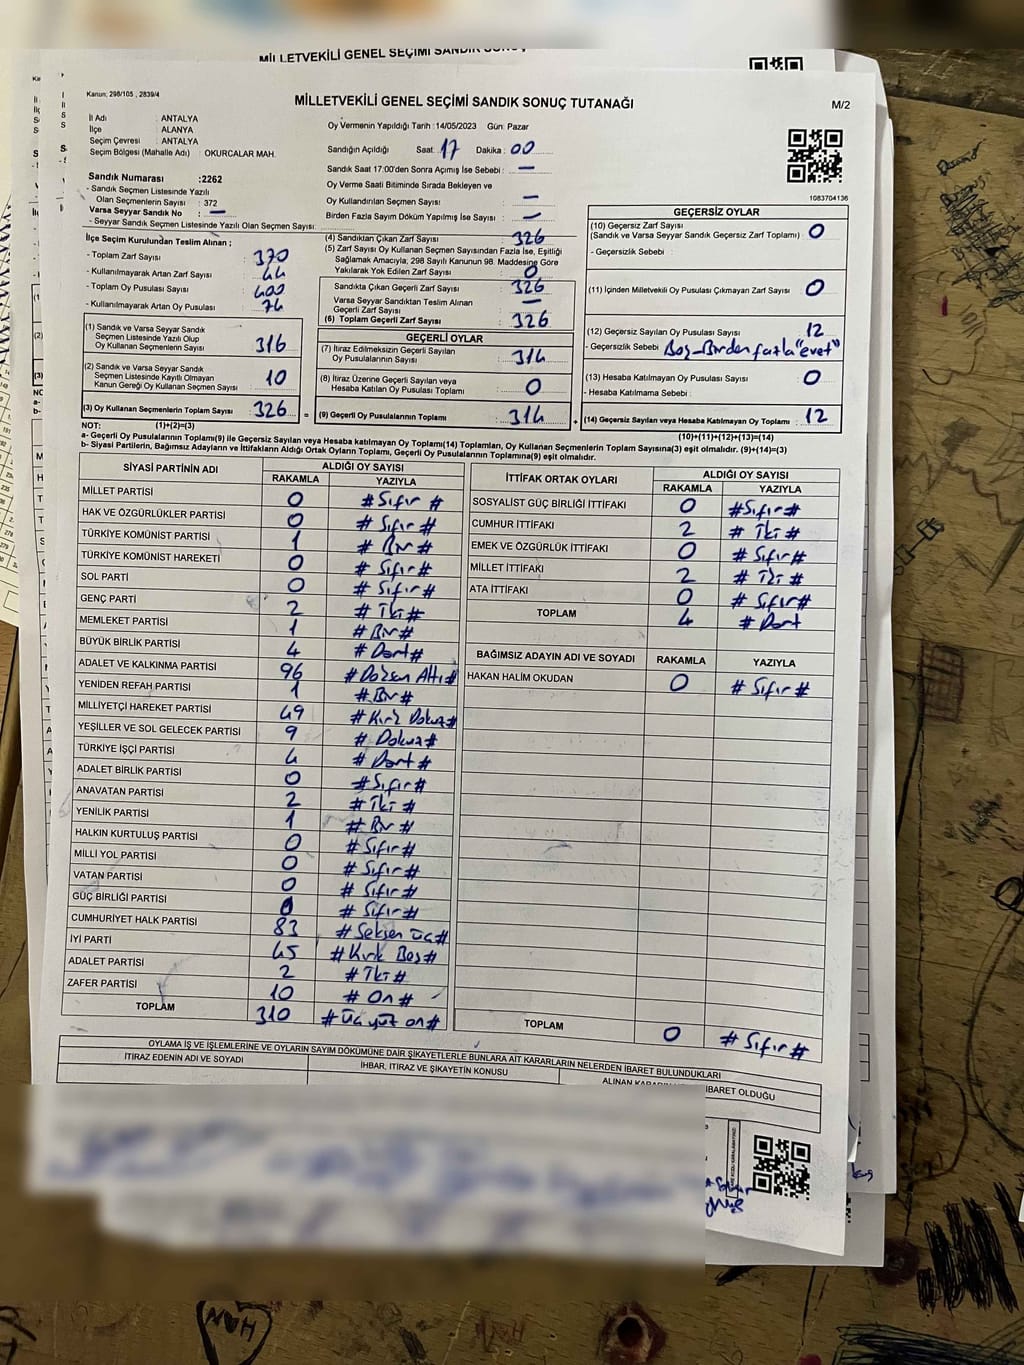 MİLLETVEKİLİ GENEL SEÇİMİ SANDIK
Kanun; 298/105 , 2839/4
MİLLETVEKİLİ GENEL SEÇİMİ SANDIK SONUÇ TUTANAĞI
M/2
İl Adı : ANTALYA
İlçe : ALANYA
Seçim Çevresi : ANTALYA
Seçim Bölgesi (Mahalle Adı) : OKURCALAR MAH.
Sandık Numarası :2262
- Sandık Seçmen Listesinde Yazılı
Olan Seçmenlerin Sayısı : 372
Varsa Seyyar Sandık No : —
- Seyyar Sandık Seçmen Listesinde Yazılı Olan Seçmen Sayısı:
Oy Vermenin Yapıldığı Tarih :14/05/2023 Gün: Pazar
Sandığın Açıldığı Saat: 17 Dakika : 00
Sandık Saat 17:00'den Sonra Açımış İse Sebebi : —
Oy Verme Saati Bitiminde Sırada Bekleyen ve
Oy Kullandırılan Seçmen Sayısı : —
Birden Fazla Sayım Döküm Yapılmış İse Sayısı : —
1083704136
İlçe Seçim Kurulundan Teslim Alınan ;
- Toplam Zarf Sayısı : 370
- Kullanılmayarak Artan Zarf Sayısı : 44
- Toplam Oy Pusulası Sayısı : 400
- Kullanılmayarak Artan Oy Pusulası : 74
(1) Sandık ve Varsa Seyyar Sandık
Seçmen Listesinde Yazılı Olup
Oy Kullanan Seçmenlerin Sayısı : 316
(2) Sandık ve Varsa Seyyar Sandık
Seçmen Listesinde Kayıtlı Olmayan
Kanun Gereği Oy Kullanan Seçmen Sayısı : 10
(3) Oy Kullanan Seçmenlerin Toplam Sayısı : 326
(4) Sandıktan Çıkan Zarf Sayısı : 326
(5) Zarf Sayısı Oy Kullanan Seçmen Sayısından Fazla İse, Eşitliği
Sağlamak Amacıyla; 298 Sayılı Kanunun 98. Maddesine Göre
Yakılarak Yok Edilen Zarf Sayısı : 0
Sandıkta Çıkan Geçerli Zarf Sayısı : 326
Varsa Seyyar Sandıktan Teslim Alınan
Geçerli Zarf Sayısı : —
(6) Toplam Geçerli Zarf Sayısı : 326
GEÇERLİ OYLAR
(7) İtiraz Edilmeksizin Geçerli Sayılan
Oy Pusulalarının Sayısı : 314
(8) İtiraz Üzerine Geçerli Sayılan veya
Hesaba Katılan Oy Pusulası Toplamı : 0
(9) Geçerli Oy Pusulalarının Toplamı : 314
GEÇERSİZ OYLAR
(10) Geçersiz Zarf Sayısı
(Sandık ve Varsa Seyyar Sandık Geçersiz Zarf Toplamı) : 0
- Geçersizlik Sebebi :
(11) İçinden Milletvekili Oy Pusulası Çıkmayan Zarf Sayısı : 0
(12) Geçersiz Sayılan Oy Pusulası Sayısı : 12
- Geçersizlik Sebebi : Boş-Birden fazla "evet"
(13) Hesaba Katılmayan Oy Pusulası Sayısı : 0
- Hesaba Katılmama Sebebi :
(14) Geçersiz Sayılan veya Hesaba Katılmayan Oy Toplamı : 12
NOT: (1)+(2)=(3)
(10)+(11)+(12)+(13)=(14)
a- Geçerli Oy Pusulaları Toplamı(9) ile Geçersiz Sayılan veya Hesaba katılmayan Oy Toplamı(14) Toplamları, Oy Kullanan Seçmenlerin Toplam Sayısına(3) eşit olmalıdır. (9)+(14)=(3)
b- Siyasi Partilerin, Bağımsız Adayların ve İttifakların Aldığı Ortak Oyların Toplamı, Geçerli Oy Pusulalarının Toplamına(9) eşit olmalıdır.
SİYASİ PARTİNİN ADI ALDIĞI OY SAYISI
RAKAMLA YAZIYLA
MİLLET PARTİSİ 0 #Sıfır#
HAK VE ÖZGÜRLÜKLER PARTİSİ 0 #Sıfır#
TÜRKİYE KOMÜNİST PARTİSİ 1 #Bir#
TÜRKİYE KOMÜNİST HAREKETİ 0 #Sıfır#
SOL PARTİ 0 #Sıfır#
GENÇ PARTİ 2 #İki#
MEMLEKET PARTİSİ 1 #Bir#
BÜYÜK BİRLİK PARTİSİ 4 #Dört#
ADALET VE KALKINMA PARTİSİ 96 #Doksan Altı#
YENİDEN REFAH PARTİSİ 1 #Bir#
MİLLİYETÇİ HAREKET PARTİSİ 49 #Kırk Dokuz#
YEŞİLLER VE SOL GELECEK PARTİSİ 9 #Dokuz#
TÜRKİYE İŞÇİ PARTİSİ 4 #Dört#
ADALET BİRLİK PARTİSİ 0 #Sıfır#
ANAVATAN PARTİSİ 2 #İki#
YENİLİK PARTİSİ 1 #Bir#
HALKIN KURTULUŞ PARTİSİ 0 #Sıfır#
MİLLİ YOL PARTİSİ 0 #Sıfır#
VATAN PARTİSİ 0 #Sıfır#
GÜÇ BİRLİĞİ PARTİSİ 0 #Sıfır#
CUMHURİYET HALK PARTİSİ 83 #Seksen üç#
İYİ PARTİ 45 #Kırk Beş#
ADALET PARTİSİ 2 #İki#
ZAFER PARTİSİ 10 #On#
TOPLAM 310 #üç yüz on#
İTTİFAK ORTAK OYLARI ALDIĞI OY SAYISI
RAKAMLA YAZIYLA
SOSYALİST GÜÇ BİRLİĞİ İTTİFAKI 0 #Sıfır#
CUMHUR İTTİFAKI 2 #İki#
EMEK VE ÖZGÜRLÜK İTTİFAKI 0 #Sıfır#
MİLLET İTTİFAKI 2 #İki#
ATA İTTİFAKI 0 #Sıfır#
TOPLAM 4 #Dört
BAĞIMSIZ ADAYIN ADI VE SOYADI RAKAMLA YAZIYLA
HAKAN HALİM OKUDAN 0 #Sıfır#
TOPLAM 0 #Sıfır#
OYLAMA İŞ VE İŞLEMLERİNE VE OYLARIN SAYIM DÖKÜMÜNE DAİR ŞİKAYETLERLE BUNLARA AİT KARARLARIN NELERDEN İBARET BULUNDUKLARI
İTİRAZ EDENİN ADI VE SOYADI
İHBAR, İTİRAZ VE ŞİKAYETİN KONUSU
İBARET OLDUĞU
HAN